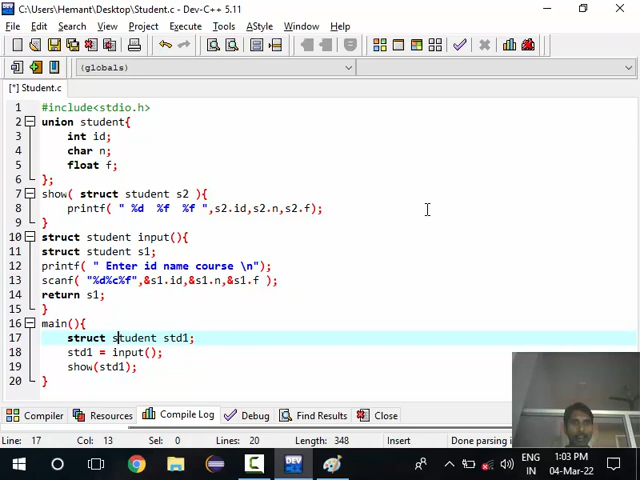 C:\Users\Hemant\Desktop\Student.c - Dev-C++ 5.11
File Edit Search View Project Execute Tools AStyle Window Help
(globals)
[*] Student.c
1 #include<stdio.h>
2 union student{
3 int id;
4 char n;
5 float f;
6 };
7 show( struct student s2 ){
8 printf( " %d %f %f ",s2.id,s2.n,s2.f);
9 }
10 struct student input(){
11 struct student s1;
12 printf( " Enter id name course \n");
13 scanf( "%d%c%f",&s1.id,&s1.n,&s1.f );
14 return s1;
15 }
16 main(){
17 struct student std1;
18 std1 = input();
19 show(std1);
20 }
Compiler Resources Compile Log Debug Find Results Close
Line: 17 Col: 13 Sel: 0 Lines: 20 Length: 348 Insert Done parsing i
ENG 1:03 PM
IN 04-Mar-22